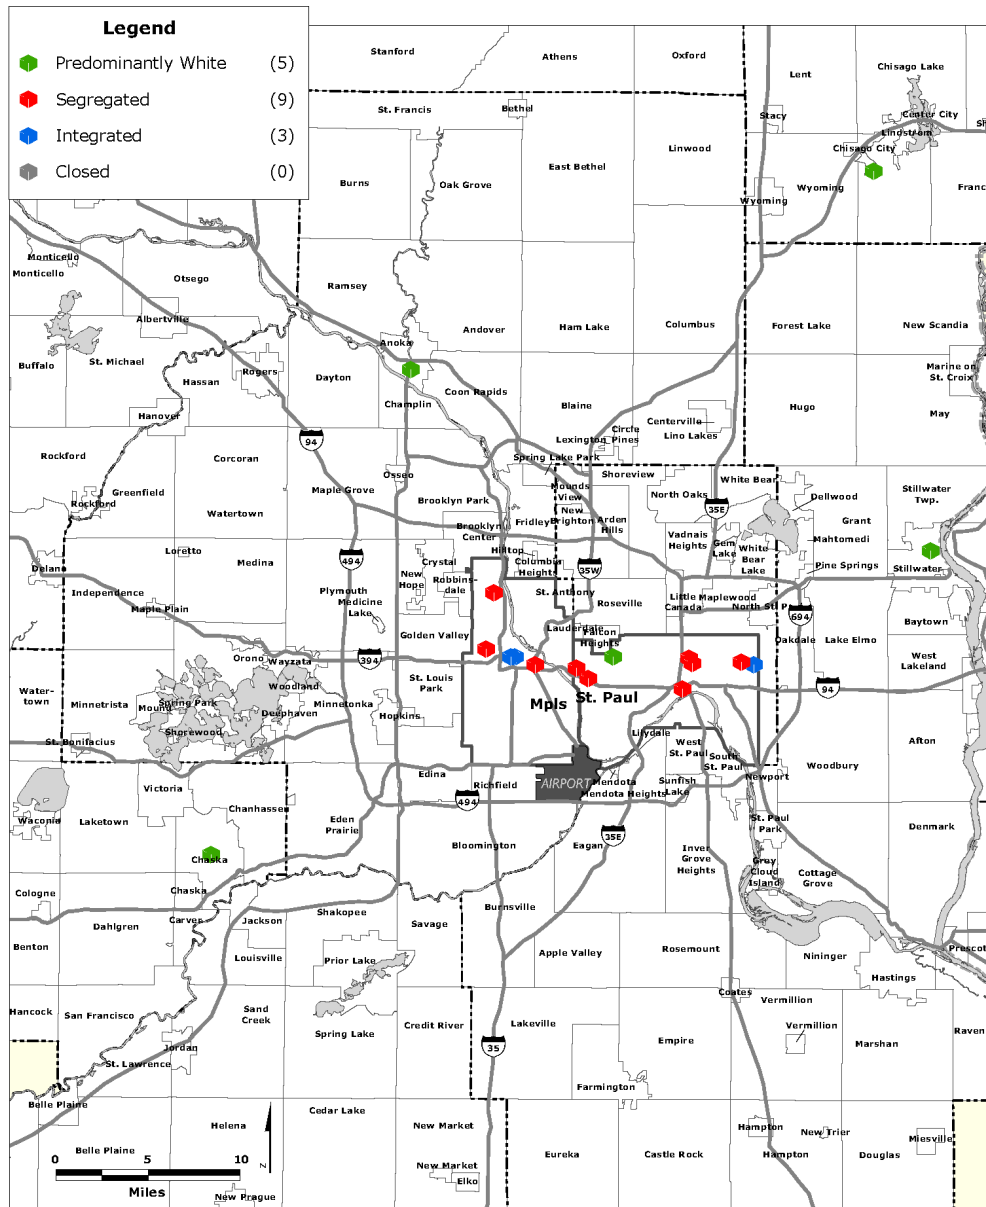 Legend
Predominantly White (5)
Segregated (9)
Integrated (3)
Closed (0)
Stanford
Athens
Oxford
Lent
Chisago Lake
St. Francis
Bethel
Stacy
Center City
Lindstrom
Chisago City
Linwood
East Bethel
Burns
Oak Grove
Wyoming
Wyoming
Franc
Monticello
Monticello
Otsego
Ramsey
Albertville
Andover
Ham Lake
Columbus
Forest Lake
New Scandia
Anoka
Buffalo
St. Michael
Rogers
Hassan
Dayton
Coon Rapids
Marine on
St. Croix
Champlin
Blaine
Hugo
May
Hanover
Centerville
Lino Lakes
Circle
Pines
Lexington
94
Rockford
Corcoran
Spring Lake Park
Osseo
Shoreview
White Bear
Mounds
View
North Oaks
Dellwood
Stillwater
Twp.
Maple Grove
Greenfield
Rockford
Brooklyn Park
Watertown
35E
New
Brighton
Arden
Hills
Fridley
Brooklyn
Center
Grant
Vadnais
Heights
Gem
Lake
White
Bear
Lake
Mahtomedi
Loretto
Medina
494
Hilltop
Columbia
Heights
Crystal
35W
Pine Springs
Stillwater
Delano
New
Hope
Robbins-
dale
Independence
Maple Plain
Plymouth
Medicine
Lake
St. Anthony
Roseville
Little
Canada
Maplewood
North St. P
694
Baytown
Golden Valley
Lauderdale
Falcon
Heights
Oakdale
Lake Elmo
Orono
Wayzata
394
West
Lakeland
St. Louis
Park
Woodland
Water-
town
Minnetrista
Mound
Spring Park
Deephaven
Minnetonka
Hopkins
Mpls
St. Paul
94
Shorewood
St. Bonifacius
Lilydale
West
St. Paul
South
St. Paul
Afton
Woodbury
Edina
Richfield
AIRPORT
Mendota
Mendota Heights
Sunfish
Lake
Newport
Victoria
Chanhassen
494
Waconia
Laketown
Eden
Prairie
Bloomington
Eagan
35E
St. Paul
Park
Denmark
Inver
Grove
Heights
Grey
Cloud
Island
Cottage
Grove
Chaska
Chaska
Cologne
Carver
Jackson
Shakopee
Savage
Burnsville
Dahlgren
Benton
Louisville
Prior Lake
Apple Valley
Rosemount
Nininger
Prescot
Hastings
Coates
Vermillion
Hancock
San Francisco
Sand
Creek
Spring Lake
Credit River
Lakeville
Vermillion
Raven
35
Empire
Marshan
Jordan
St. Lawrence
Farmington
Belle Plaine
Cedar Lake
Helena
New Market
Hampton
New Trier
Miesville
Belle Plaine
Eureka
Castle Rock
Hampton
Douglas
0 5 10
Miles
N
New Market
Elko
New Prague